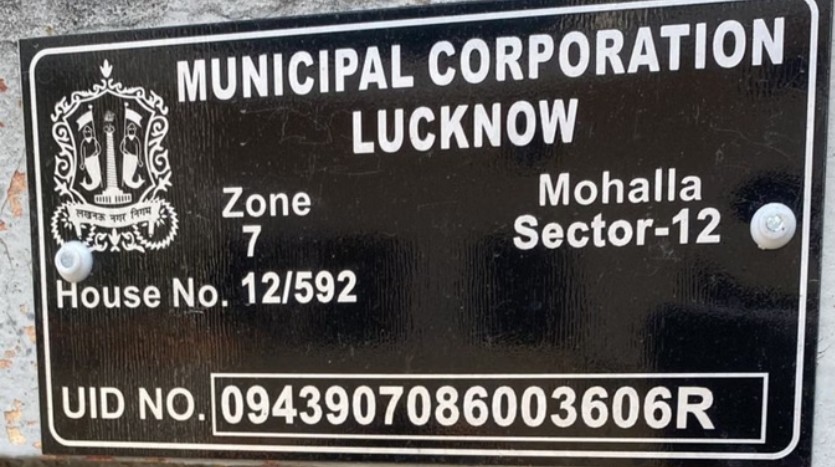 MUNICIPAL CORPORATION
LUCKNOW
लखनऊ नगर निगम
Zone
7
Mohalla
Sector-12
House No. 12/592
UID NO. 0943907086003606R